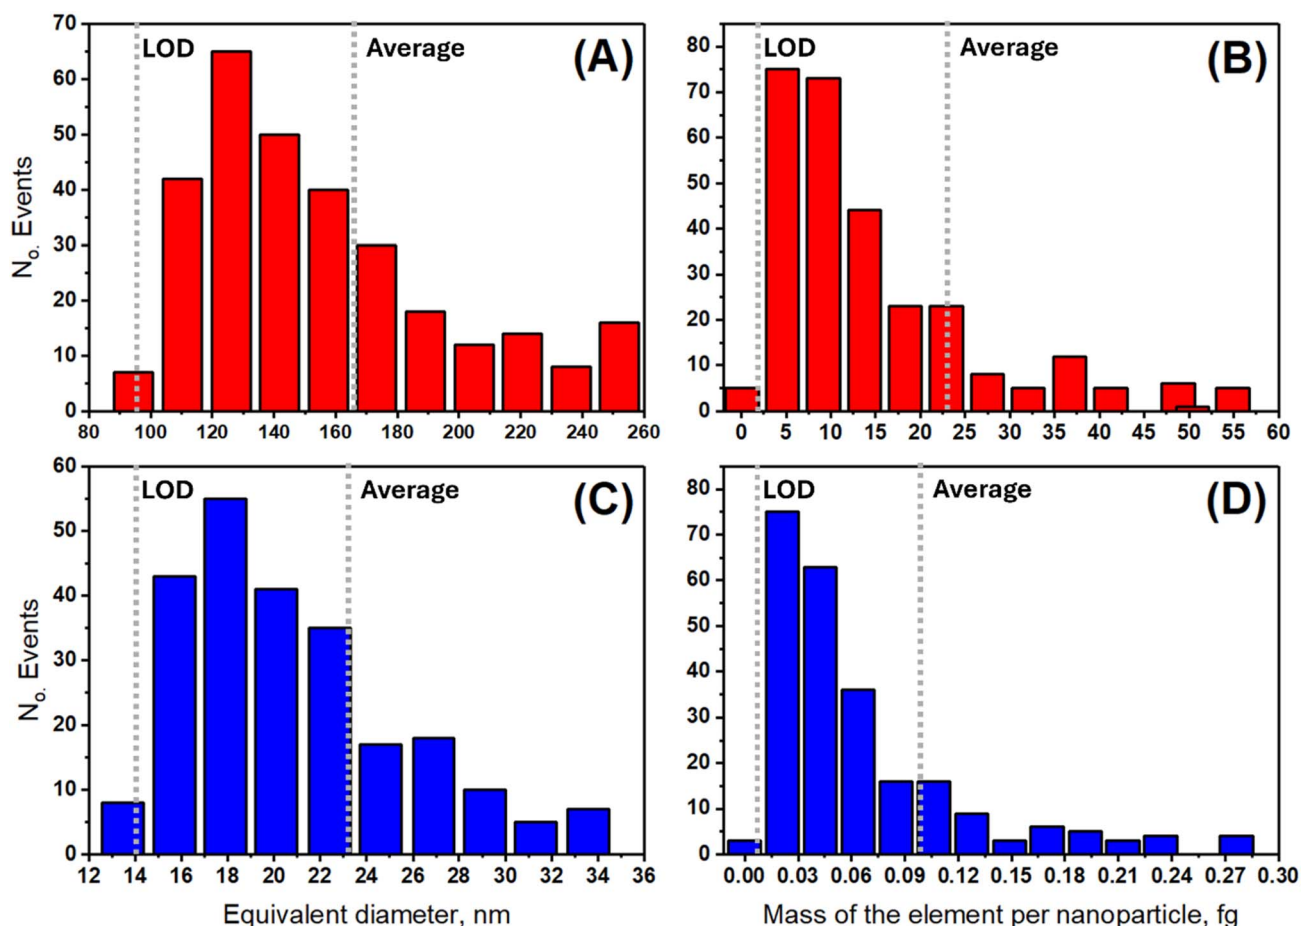 LOD Average (A)
70
60
50
40
30
20
10
0
No. Events
80 100 120 140 160 180 200 220 240 260
LOD Average (B)
80
70
60
50
40
30
20
10
0
0 5 10 15 20 25 30 35 40 45 50 55 60
LOD Average (C)
60
50
40
30
20
10
0
No. Events
12 14 16 18 20 22 24 26 28 30 32 34 36
Equivalent diameter, nm
LOD Average (D)
80
70
60
50
40
30
20
10
0
0.00 0.03 0.06 0.09 0.12 0.15 0.18 0.21 0.24 0.27 0.30
Mass of the element per nanoparticle, fg